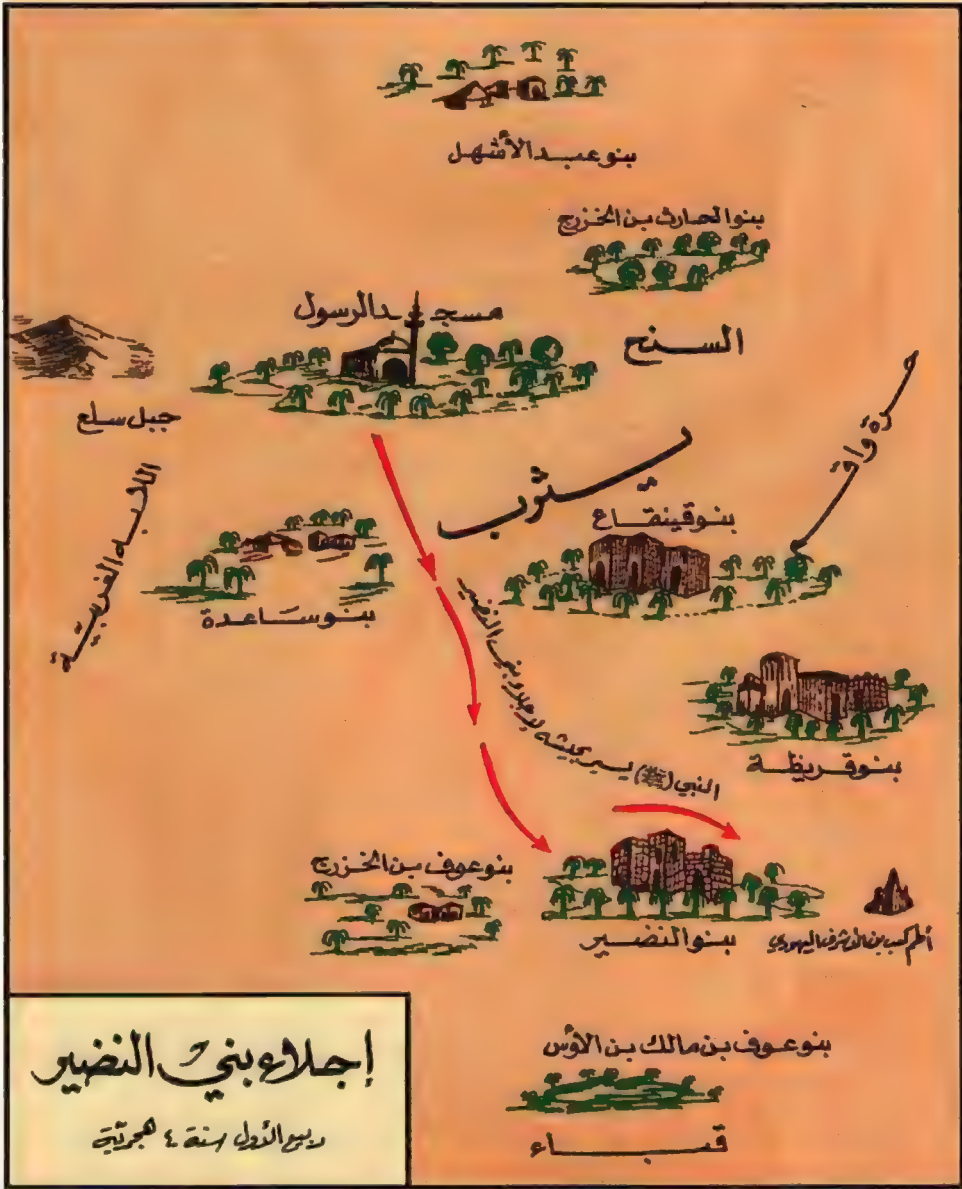 بنو عبد الأشهل
بنو الحارث بن الخزرج
مسجد الرسول
السنح
جبل سلع
حرة واقم
يثرب
اللابة الغربيّة
بنو قينقاع
بنو ساعدة
النبي (ﷺ) يسير بجيشه لإجلاء بني النضير
بنو قريظة
بنو عوف بن الخزرج
بنو النضير
أطم كعب بن الأشرف اليهودي
بنو عوف بن مالك بن الأوس
قباء
إجلاء بني النضير
ربيع الأول سنة ٤ هجريّة